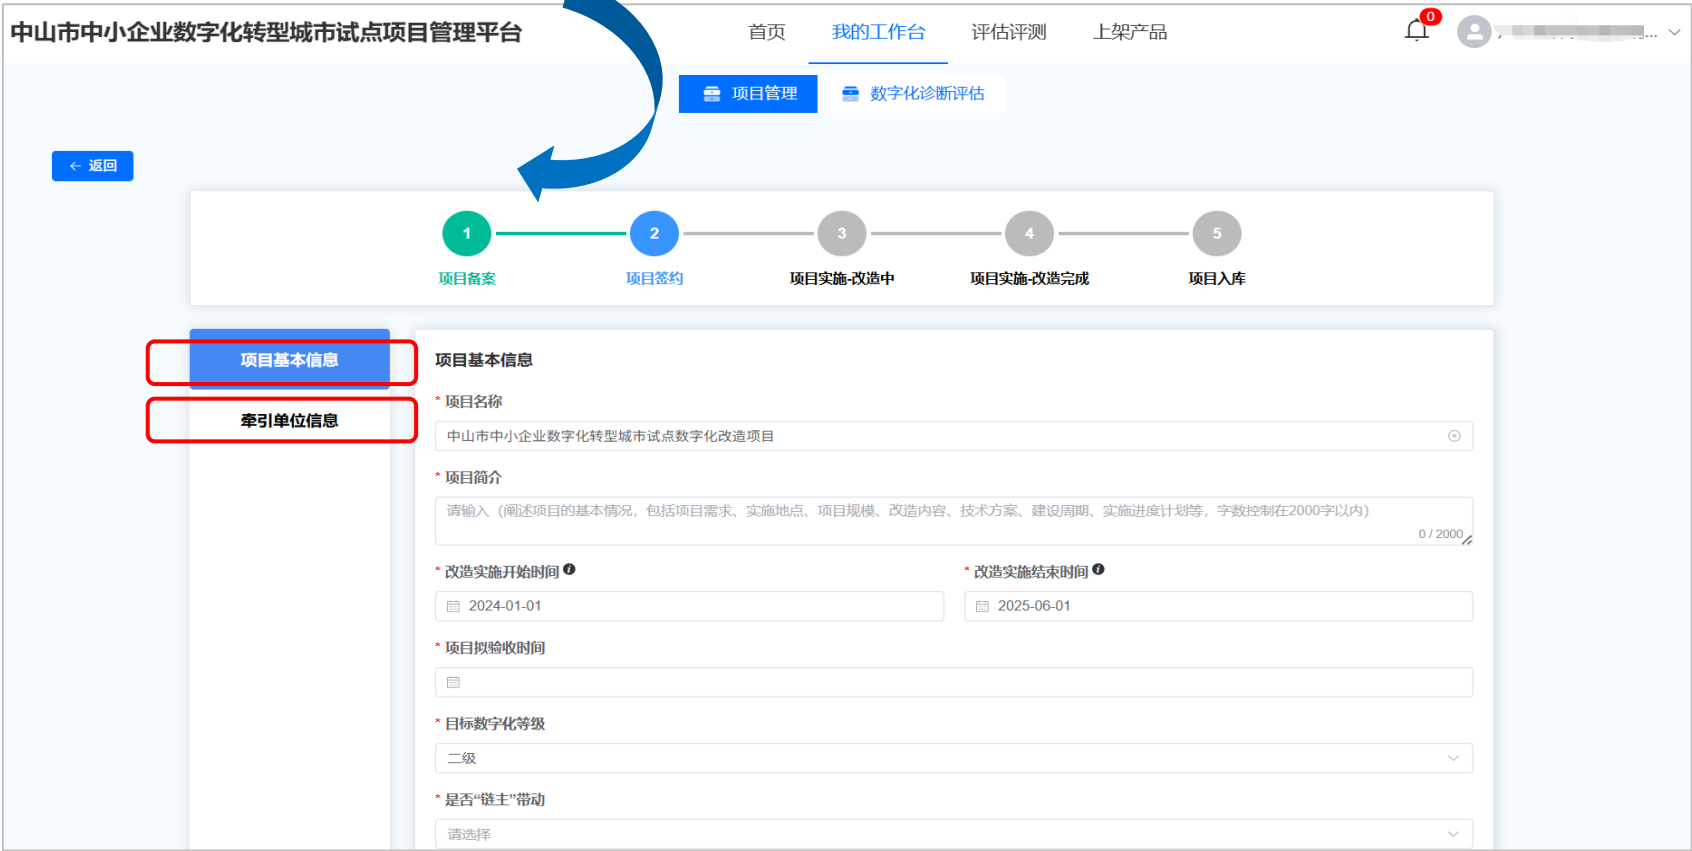 中山市中小企业数字化转型城市试点项目管理平台 首页 我的工作台 评估评测 上架产品 0 ...
项目管理 数字化诊断评估
← 返回
1 2 3 4 5
项目备案 项目签约 项目实施-改造中 项目实施-改造完成 项目入库
项目基本信息
牵引单位信息
项目基本信息
* 项目名称
中山市中小企业数字化转型城市试点数字化改造项目
* 项目简介
请输入（阐述项目的基本情况，包括项目需求、实施地点、项目规模、改造内容、技术方案、建设周期、实施进度计划等，字数控制在2000字以内）
0 / 2000
* 改造实施开始时间 * 改造实施结束时间
2024-01-01 2025-06-01
* 项目拟验收时间
* 目标数字化等级
二级
* 是否“链主”带动
请选择